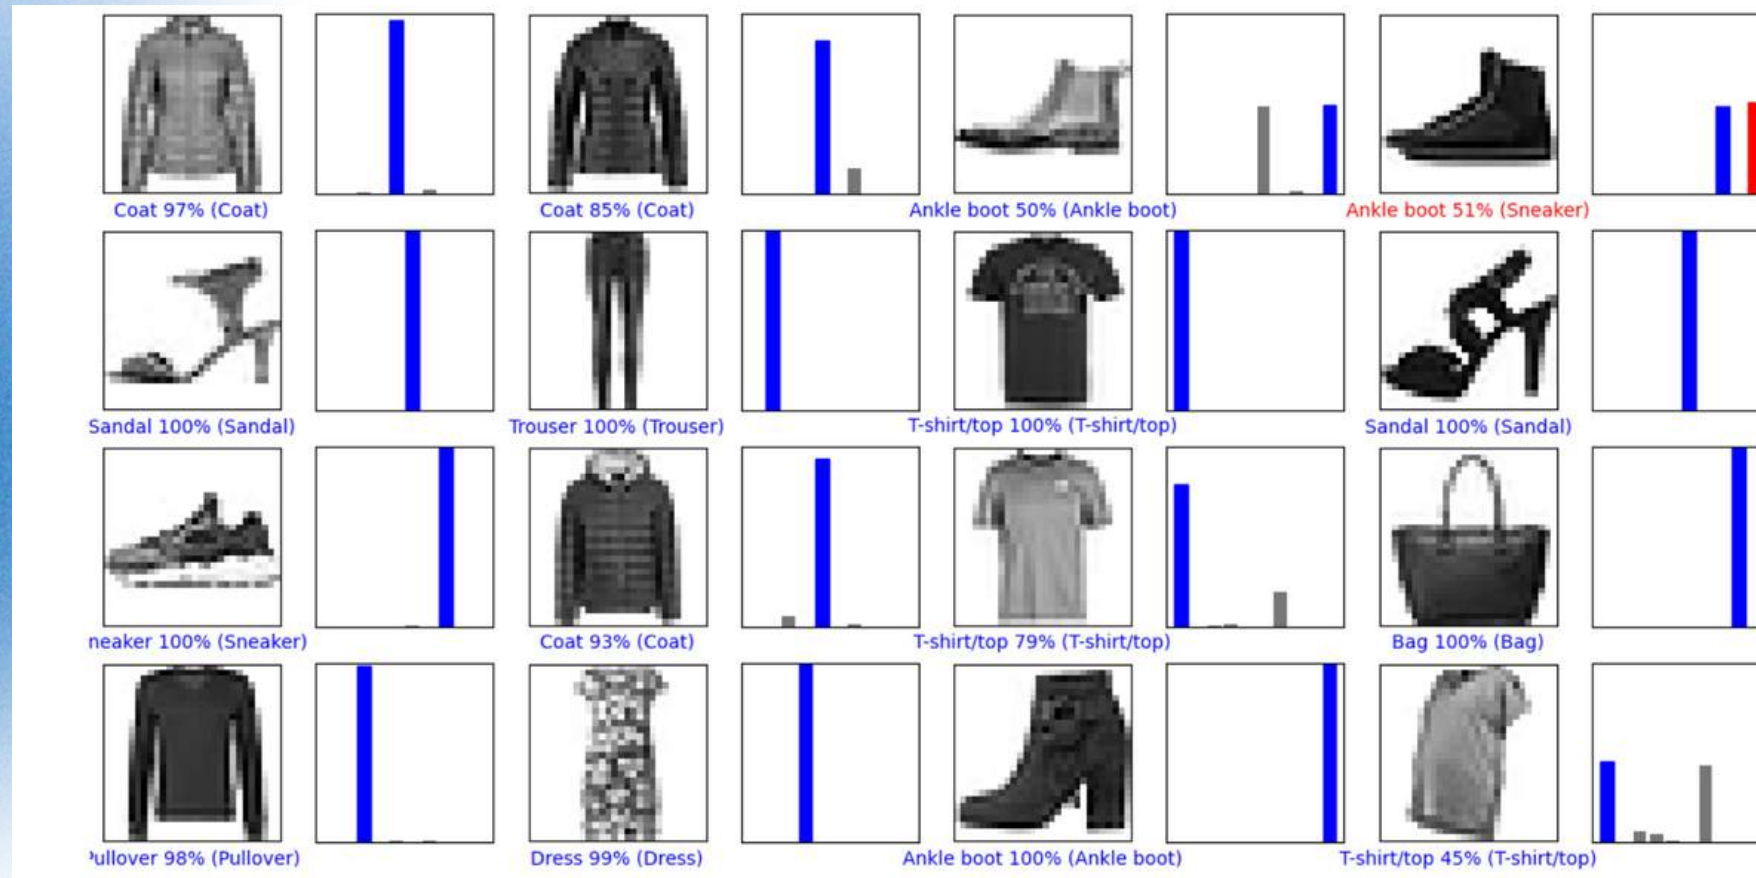 Coat 97% (Coat)
Coat 85% (Coat)
Ankle boot 50% (Ankle boot)
Ankle boot 51% (Sneaker)
Sandal 100% (Sandal)
Trouser 100% (Trouser)
T-shirt/top 100% (T-shirt/top)
Sandal 100% (Sandal)
neaker 100% (Sneaker)
Coat 93% (Coat)
T-shirt/top 79% (T-shirt/top)
Bag 100% (Bag)
ullover 98% (Pullover)
Dress 99% (Dress)
Ankle boot 100% (Ankle boot)
T-shirt/top 45% (T-shirt/top)